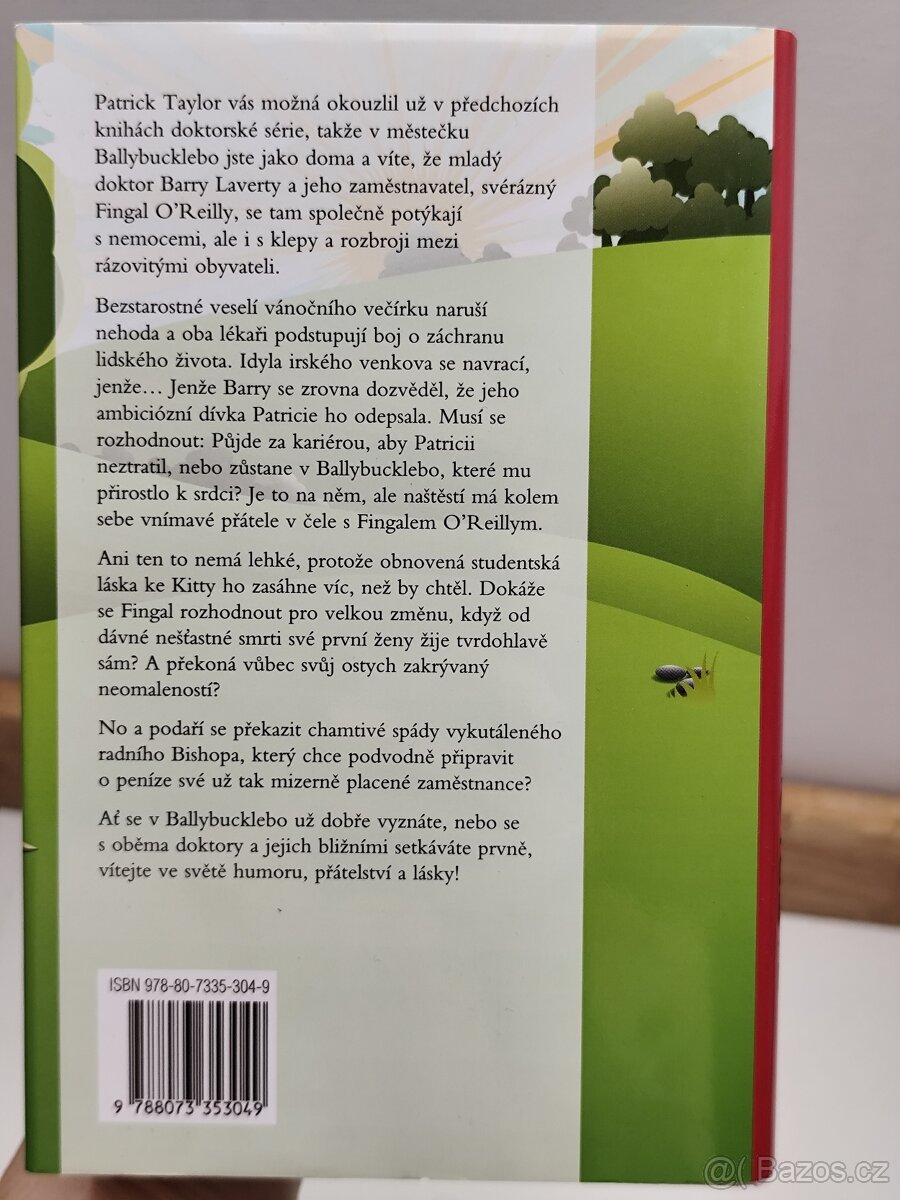 Patrick Taylor vás možná okouzlil už v předchozích
knihách doktorské série, takže v městečku
Ballybucklebo jste jako doma a víte, že mladý
doktor Barry Laverty a jeho zaměstnavatel, svérázný
Fingal O'Reilly, se tam společně potýkají
s nemocemi, ale i s klepy a rozbroji mezi
rázovitými obyvateli.
Bezstarostné veselí vánočního večírku naruší
nehoda a oba lékaři podstupují boj o záchranu
lidského života. Idyla irského venkova se navrací,
jenže… Jenže Barry se zrovna dozvěděl, že jeho
ambiciózní dívka Patricie ho odepsala. Musí se
rozhodnout: Půjde za kariérou, aby Patricii
neztratil, nebo zůstane v Ballybucklebo, které mu
přirostlo k srdci? Je to na něm, ale naštěstí má kolem
sebe vnímavé přátele v čele s Fingalem O'Reillym.
Ani ten to nemá lehké, protože obnovená studentská
láska ke Kitty ho zasáhne víc, než by chtěl. Dokáže
se Fingal rozhodnout pro velkou změnu, když od
dávné nešťastné smrti své první ženy žije tvrdohlavě
sám? A překoná vůbec svůj ostych zakrývaný
neomaleností?
No a podaří se překazit chamtivé spády vykutáleného
radního Bishopa, který chce podvodně připravit
o peníze své už tak mizerně placené zaměstnance?
Ať se v Ballybucklebo už dobře vyznáte, nebo se
s oběma doktory a jejich bližními setkáváte prvně,
vítejte ve světě humoru, přátelství a lásky!
ISBN 978-80-7335-304-9
9 788073 353049
@( Bazos.cz